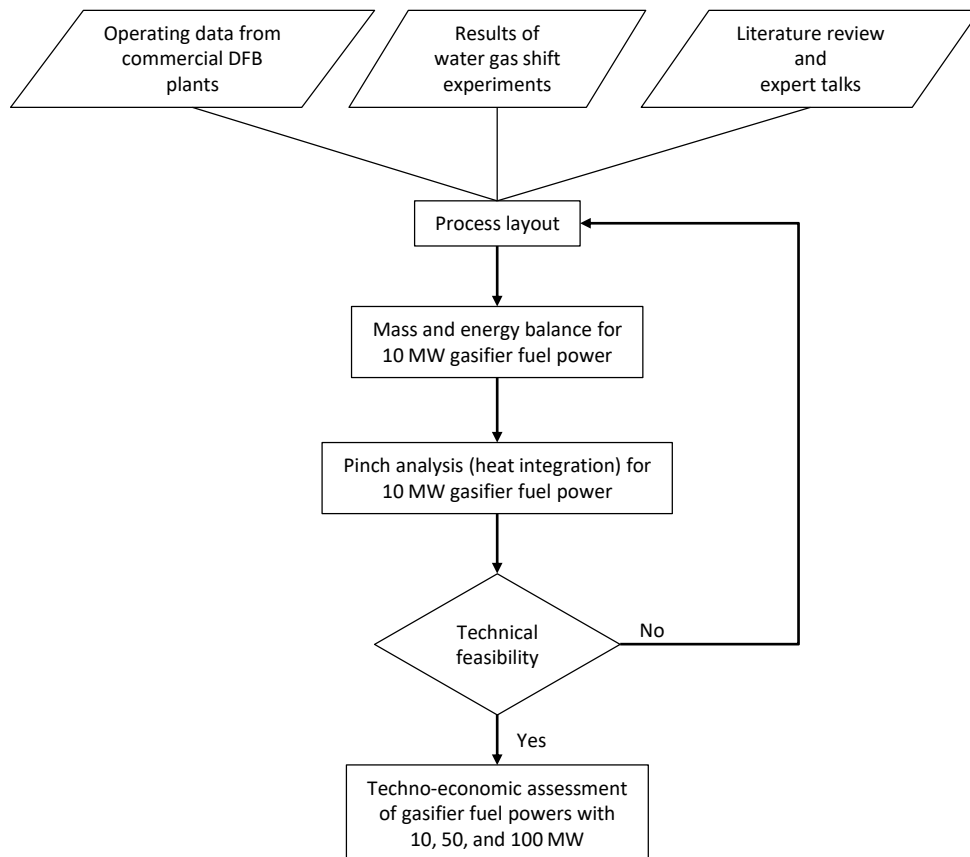 Operating data from
commercial DFB
plants
Results of
water gas shift
experiments
Literature review
and
expert talks
Process layout
Mass and energy balance for
10 MW gasifier fuel power
Pinch analysis (heat integration) for
10 MW gasifier fuel power
Technical
feasibility
No
Yes
Techno-economic assessment
of gasifier fuel powers with
10, 50, and 100 MW